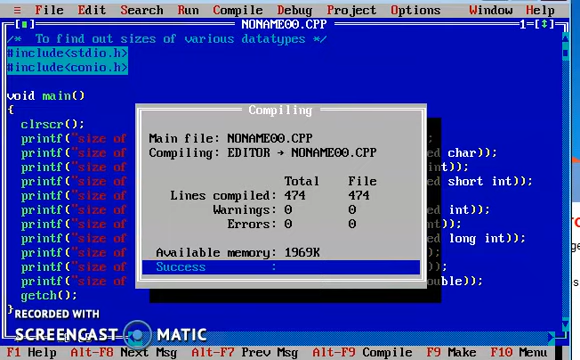 ≡ File Edit Search Run Compile Debug Project Options Window Help
NONAME00.CPP 1=[↕]
/* To find out sizes of various datatypes */
#include<stdio.h>
#include<conio.h>
void main()
{
clrscr();
Compiling
Main file: NONAME00.CPP
Compiling: EDITOR → NONAME00.CPP
Total File
Lines compiled: 474 474
Warnings: 0 0
Errors: 0 0
Available memory: 1969K
Success :
printf("size of
printf("size of char));
printf("size of int));
printf("size of short int));
printf("size of
printf("size of int));
printf("size of
printf("size of long int));
printf("size of
printf("size of
printf("size of
getch();
}
RECORDED WITH
SCREENCAST MATIC
F1 Help Alt-F8 Next Msg Alt-F7 Prev Msg Alt-F9 Compile F9 Make F10 Menu